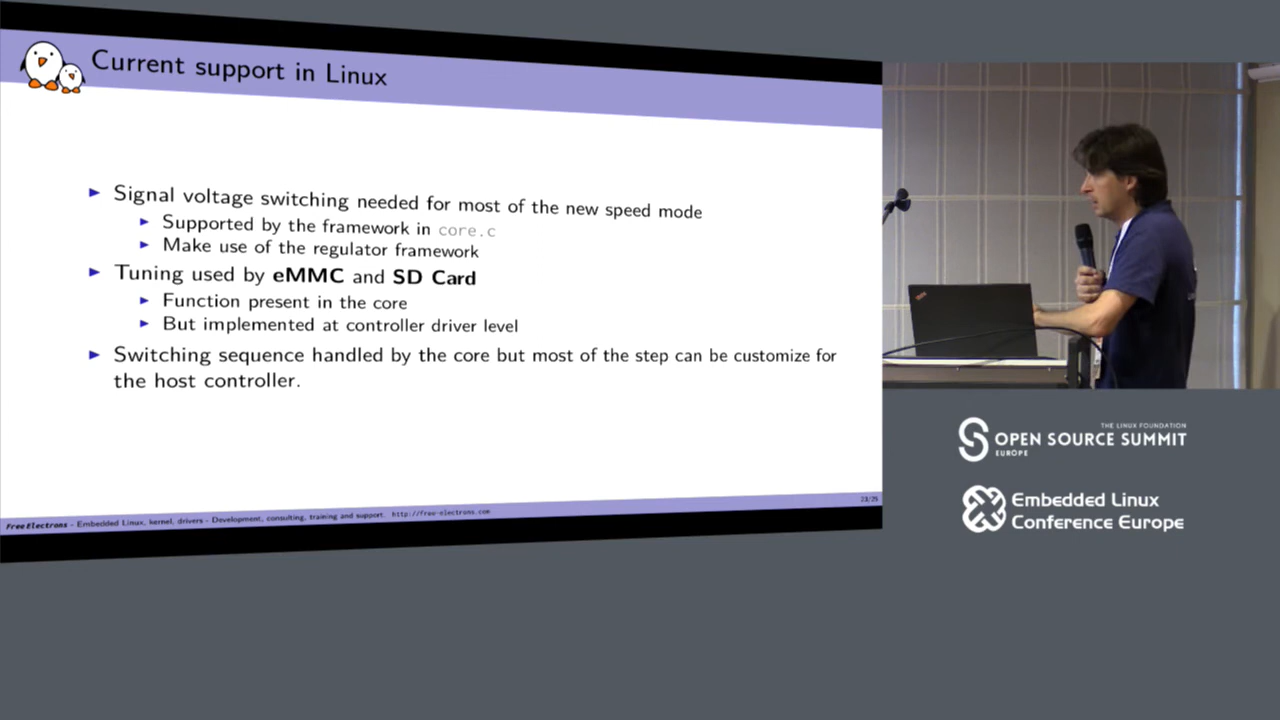 Current support in Linux
Signal voltage switching needed for most of the new speed mode
Supported by the framework in core.c
Make use of the regulator framework
Tuning used by eMMC and SD Card
Function present in the core
But implemented at controller driver level
Switching sequence handled by the core but most of the step can be customize for
the host controller.
23/25
Free Electrons - Embedded Linux, kernel, drivers - Development, consulting, training and support. http://free-electrons.com
THE LINUX FOUNDATION
OPEN SOURCE SUMMIT
EUROPE
Embedded Linux
Conference Europe